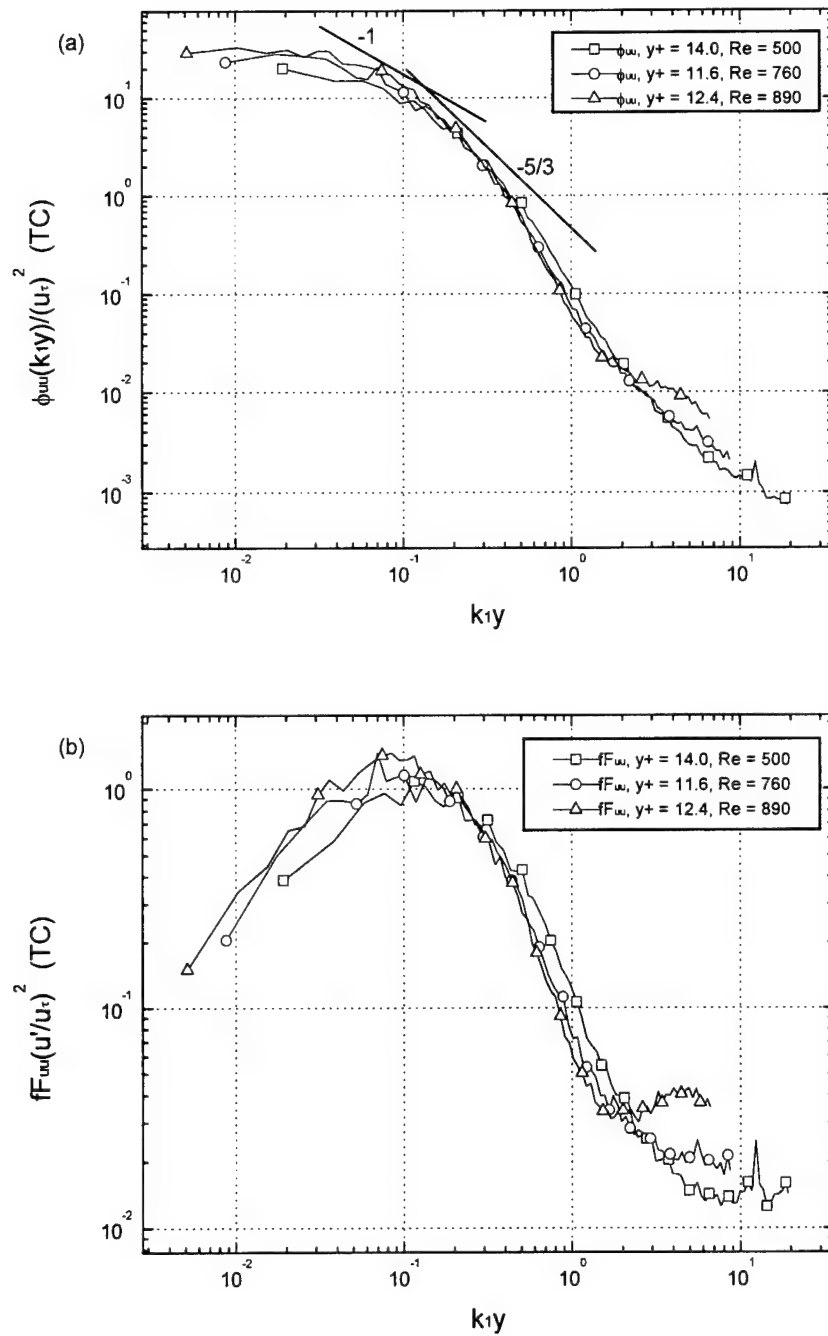 (a)
-1
-5/3
ϕuu, y+ = 14.0, Re = 500
ϕuu, y+ = 11.6, Re = 760
ϕuu, y+ = 12.4, Re = 890
ϕuu(k1y)/(uτ)² (TC)
10¹
10⁰
10⁻¹
10⁻²
10⁻³
10⁻² 10⁻¹ 10⁰ 10¹
k1y
(b)
fFuu, y+ = 14.0, Re = 500
fFuu, y+ = 11.6, Re = 760
fFuu, y+ = 12.4, Re = 890
fFuu(u'/uτ)² (TC)
10⁰
10⁻¹
10⁻²
10⁻² 10⁻¹ 10⁰ 10¹
k1y